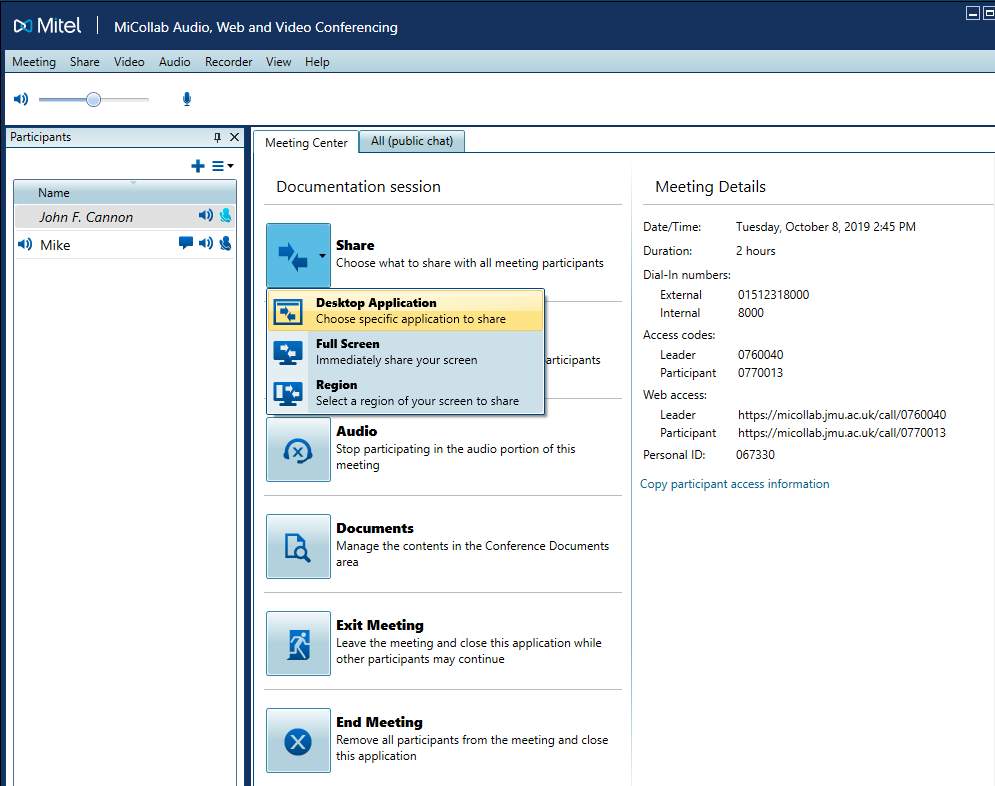 Mitel | MiCollab Audio, Web and Video Conferencing
Meeting Share Video Audio Recorder View Help
Participants
Name
John F. Cannon
Mike
Meeting Center
All (public chat)
Documentation session
Share
Choose what to share with all meeting participants
Desktop Application
Choose specific application to share
Full Screen
Immediately share your screen
articipants
Region
Select a region of your screen to share
Audio
Stop participating in the audio portion of this
meeting
Documents
Manage the contents in the Conference Documents
area
Exit Meeting
Leave the meeting and close this application while
other participants may continue
End Meeting
Remove all participants from the meeting and close
this application
Meeting Details
Date/Time: Tuesday, October 8, 2019 2:45 PM
Duration: 2 hours
Dial-In numbers:
External 01512318000
Internal 8000
Access codes:
Leader 0760040
Participant 0770013
Web access:
Leader https://micollab.jmu.ac.uk/call/0760040
Participant https://micollab.jmu.ac.uk/call/0770013
Personal ID: 067330
Copy participant access information